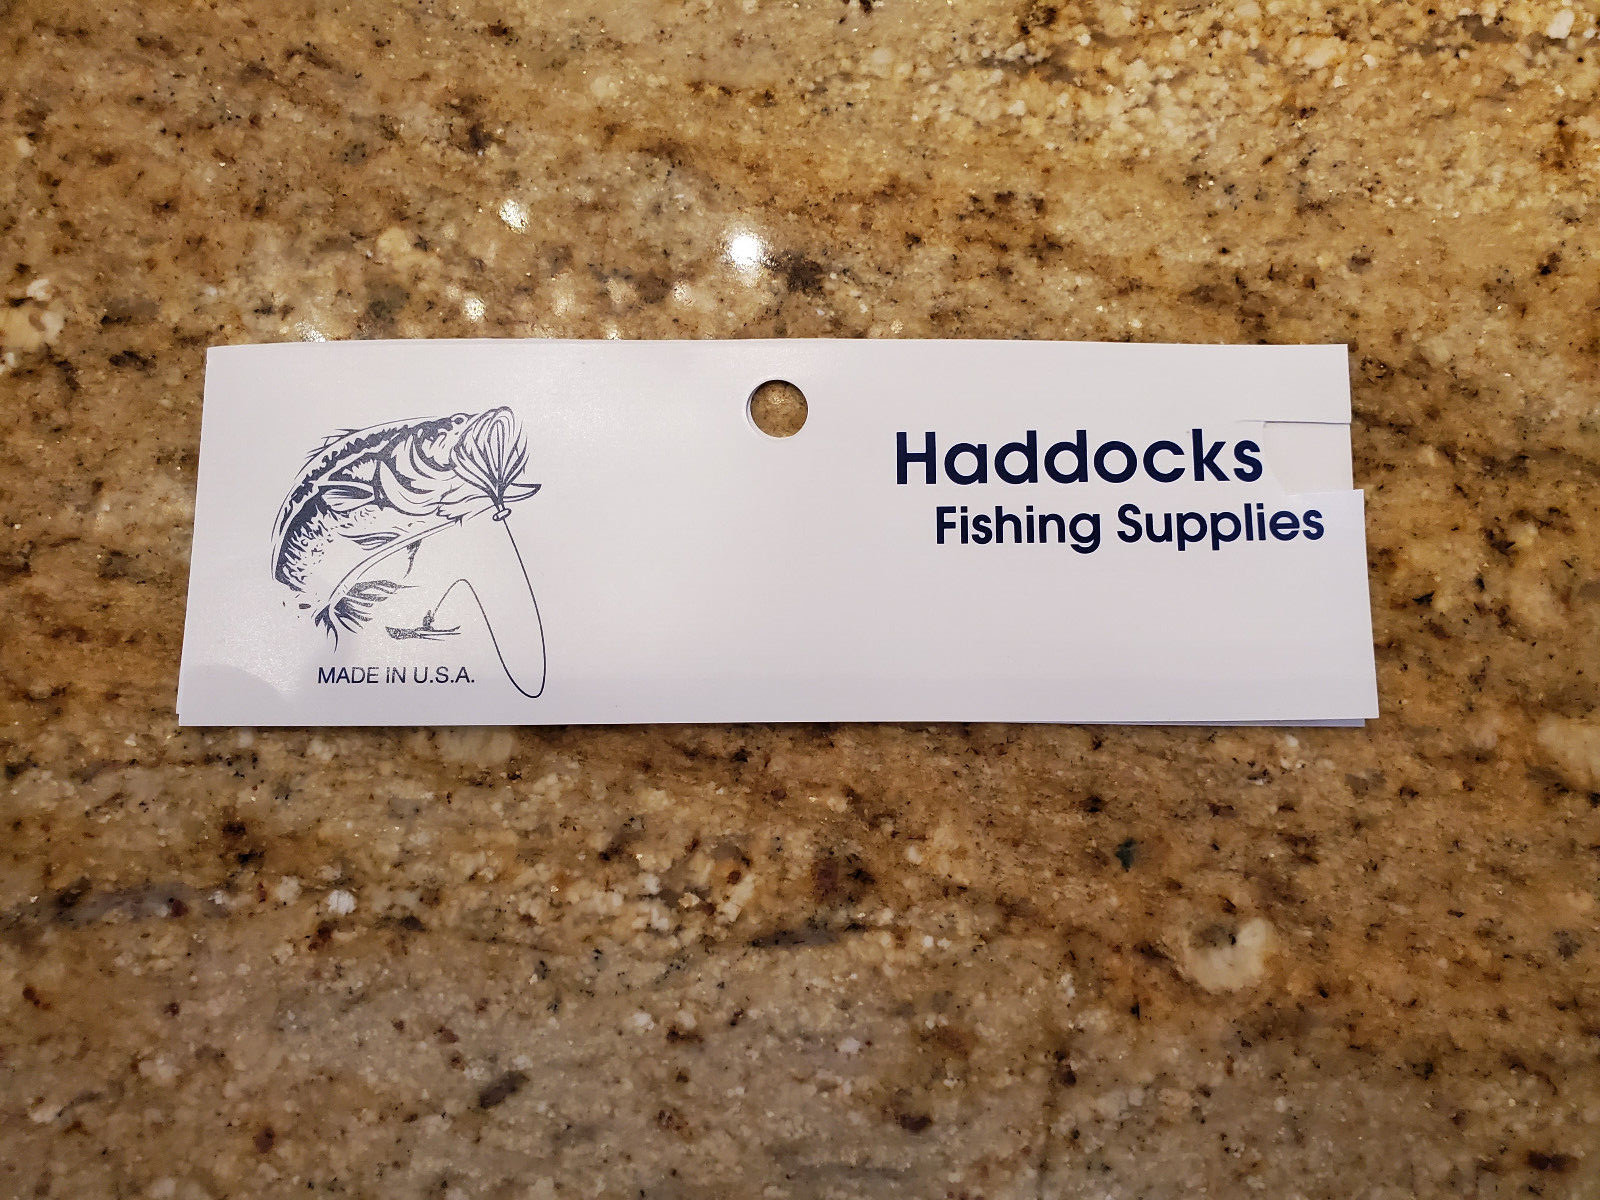 Haddocks
Fishing Supplies
MADE IN U.S.A.